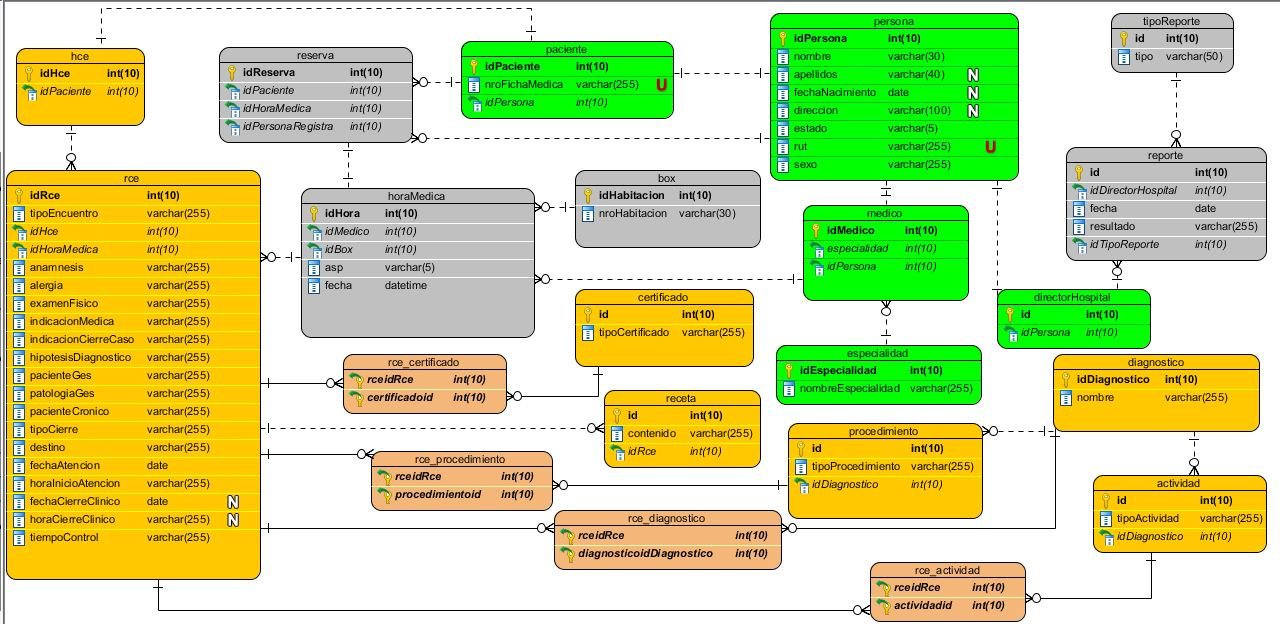 hce
idHce int(10)
idPaciente int(10)
reserva
idReserva int(10)
idPaciente int(10)
idHoraMedica int(10)
idPersonaRegistra int(10)
paciente
idPaciente int(10)
nroFichaMedica varchar(255) U
idPersona int(10)
persona
idPersona int(10)
nombre varchar(30)
apellidos varchar(40) N
fechaNacimiento date N
direccion varchar(100) N
estado varchar(5)
rut varchar(255) U
sexo varchar(255)
tipoReporte
id int(10)
tipo varchar(50)
reporte
id int(10)
idDirectorHospital int(10)
fecha date
resultado varchar(255)
idTipoReporte int(10)
rce
idRce int(10)
tipoEncuentro varchar(255)
idHce int(10)
idHoraMedica int(10)
anamnesis varchar(255)
alergia varchar(255)
examenFisico varchar(255)
indicacionMedica varchar(255)
indicacionCierreCaso varchar(255)
hipotesisDiagnostico varchar(255)
pacienteGes varchar(255)
patologiaGes varchar(255)
pacienteCronico varchar(255)
tipoCierre varchar(255)
destino varchar(255)
fechaAtencion date
horaInicioAtencion varchar(255)
fechaCierreClinico date N
horaCierreClinico varchar(255) N
tiempoControl varchar(255)
horaMedica
idHora int(10)
idMedico int(10)
idBox int(10)
asp varchar(5)
fecha datetime
box
idHabitacion int(10)
nroHabitacion varchar(30)
medico
idMedico int(10)
especialidad int(10)
idPersona int(10)
directorHospital
id int(10)
idPersona int(10)
certificado
id int(10)
tipoCertificado varchar(255)
especialidad
idEspecialidad int(10)
nombreEspecialidad varchar(255)
diagnostico
idDiagnostico int(10)
nombre varchar(255)
rce_certificado
rceidRce int(10)
certificadoid int(10)
receta
id int(10)
contenido varchar(255)
idRce int(10)
procedimiento
id int(10)
tipoProcedimiento varchar(255)
idDiagnostico int(10)
rce_procedimiento
rceidRce int(10)
procedimientoid int(10)
actividad
id int(10)
tipoActividad varchar(255)
idDiagnostico int(10)
rce_diagnostico
rceidRce int(10)
diagnosticoidDiagnostico int(10)
rce_actividad
rceidRce int(10)
actividadid int(10)